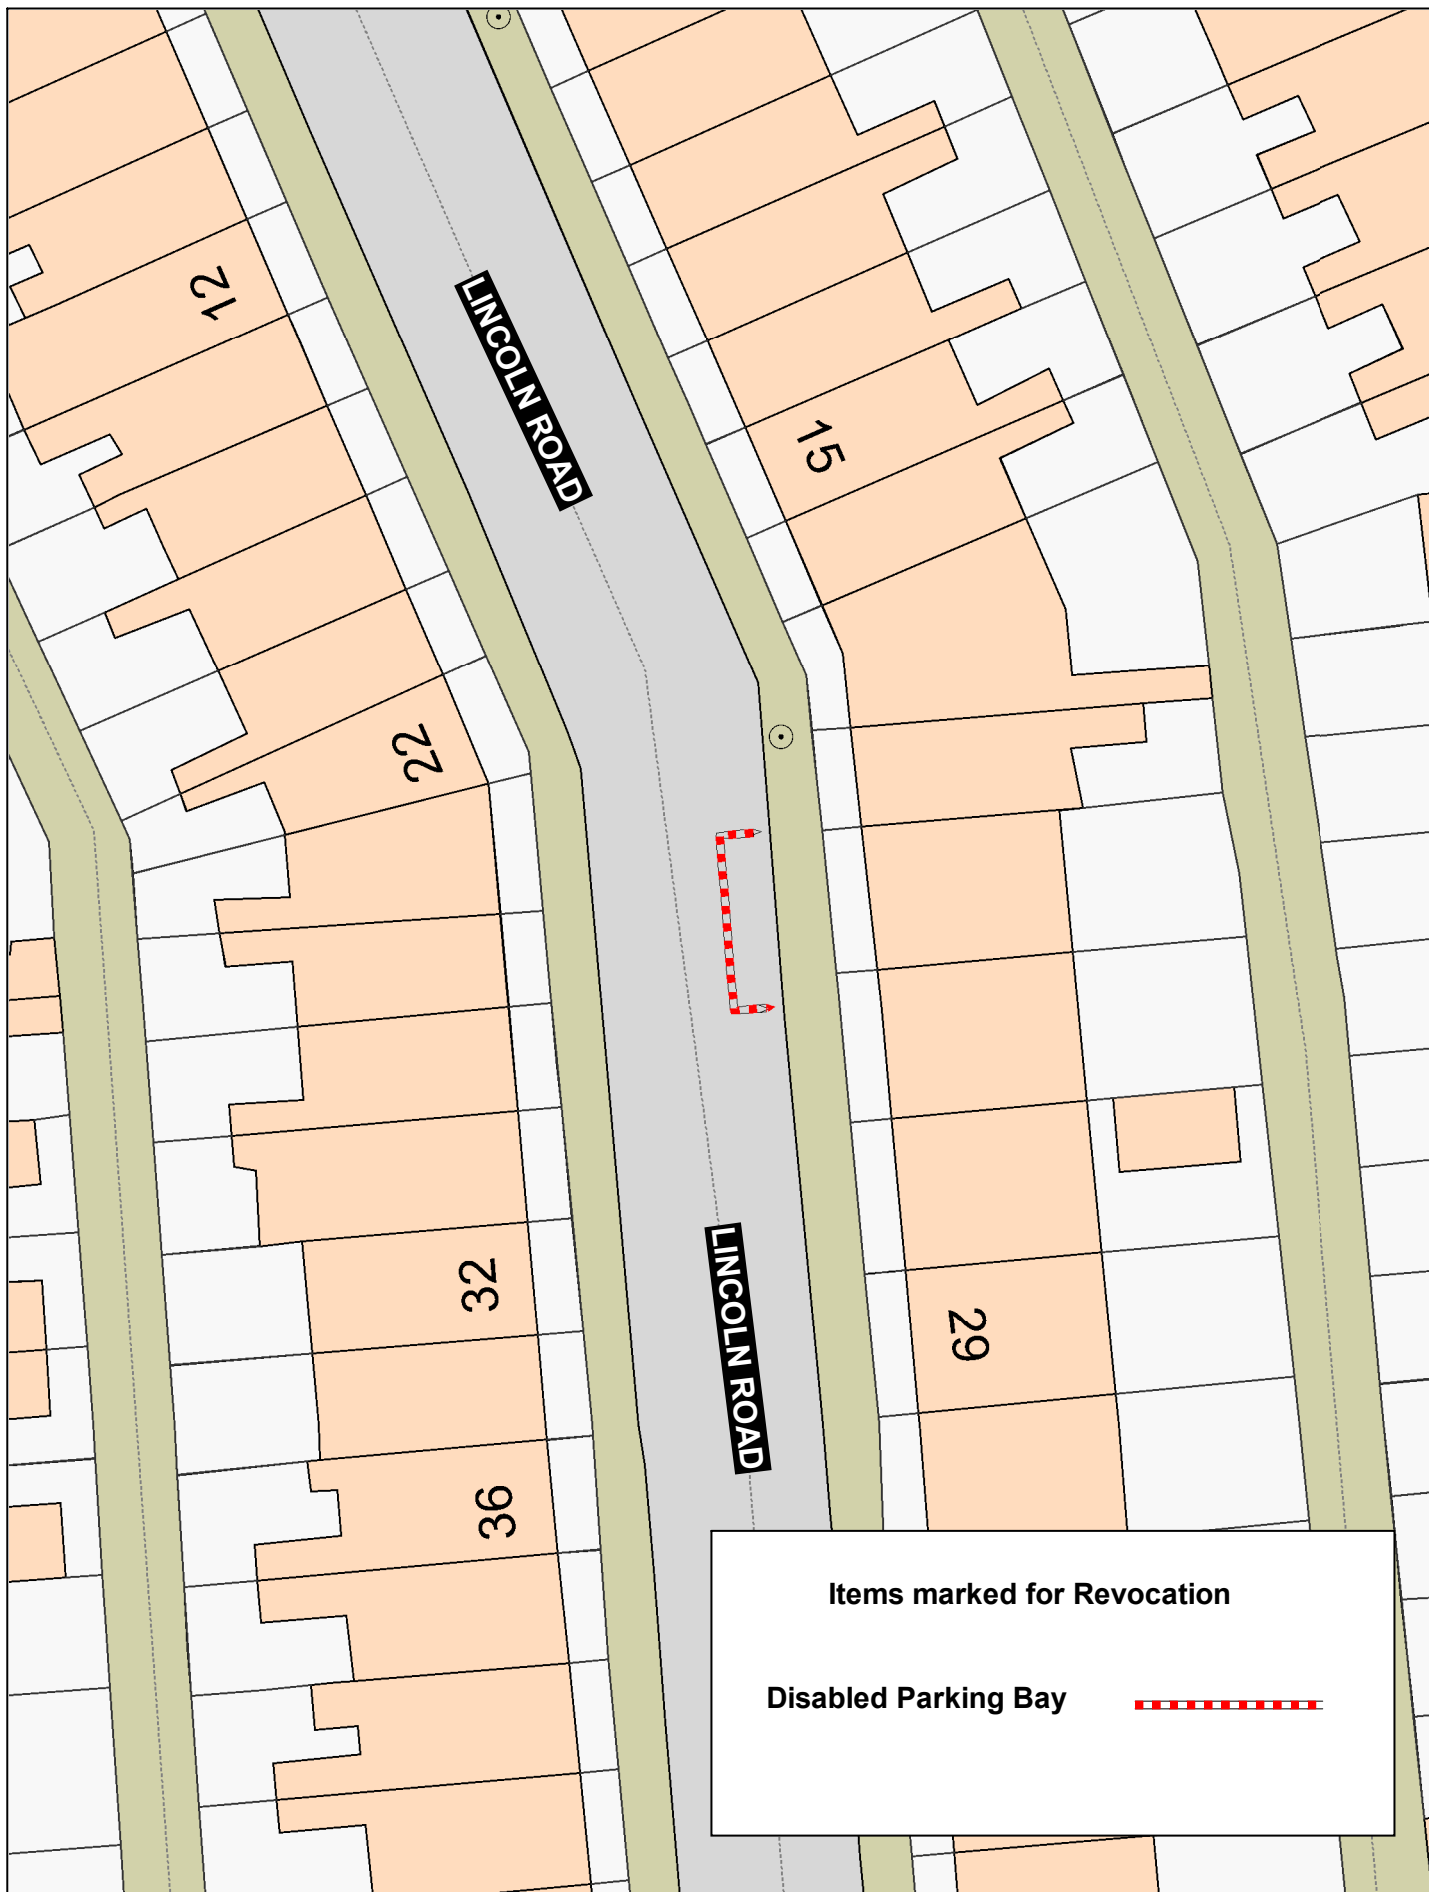 12
LINCOLN ROAD
15
22
32
LINCOLN ROAD
29
36
Items marked for Revocation
Disabled Parking Bay